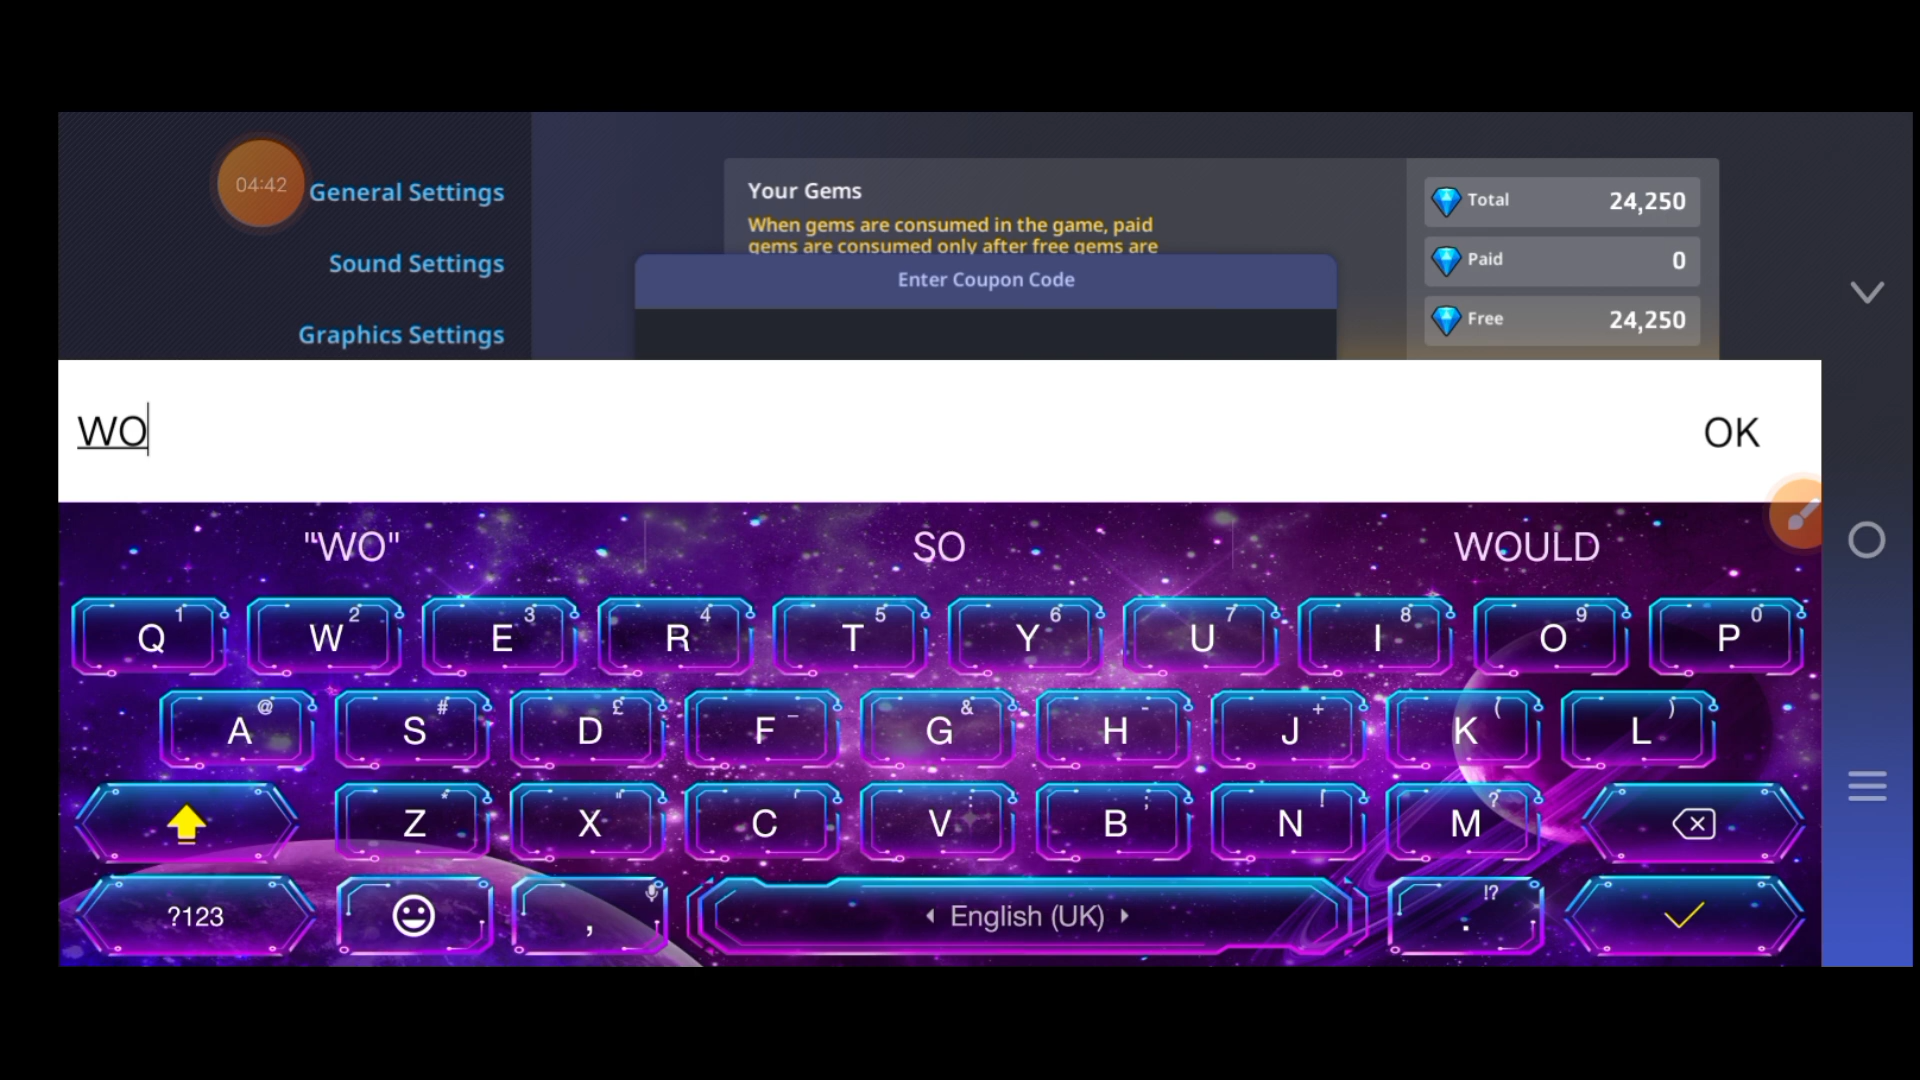 04:42
General Settings
Sound Settings
Graphics Settings
Your Gems
When gems are consumed in the game, paid
gems are consumed only after free gems are
Total 24,250
Paid 0
Free 24,250
Enter Coupon Code
WO
OK
"WO" SO WOULD
1 2 3 4 5 6 7 8 9 0
Q W E R T Y U I O P
@ # £ _ & - + ( )
A S D F G H J K L
* " ' : ; ! ?
Z X C V B N M
?123 , English (UK) . !?